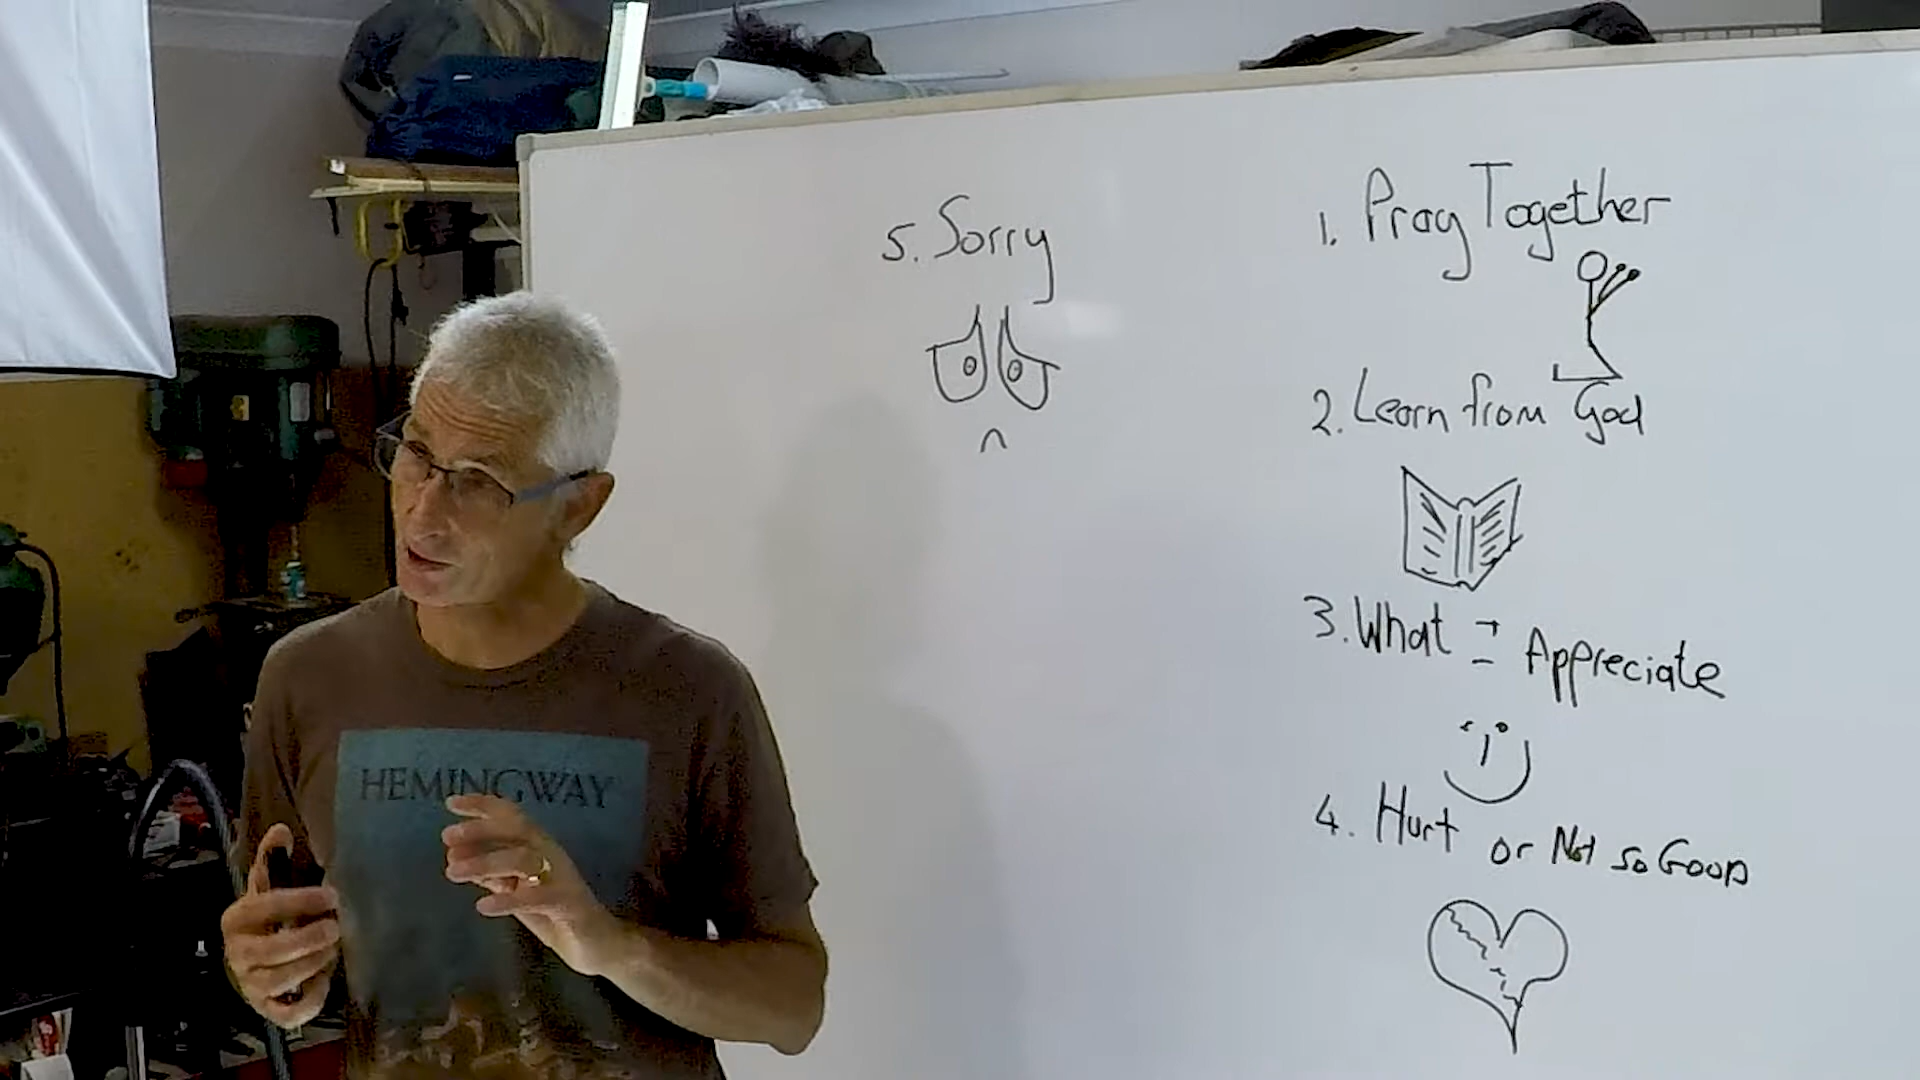 1. Pray Together
2. Learn from God
3. What - Appreciate
4. Hurt or Not so Good
5. Sorry
HEMINGWAY